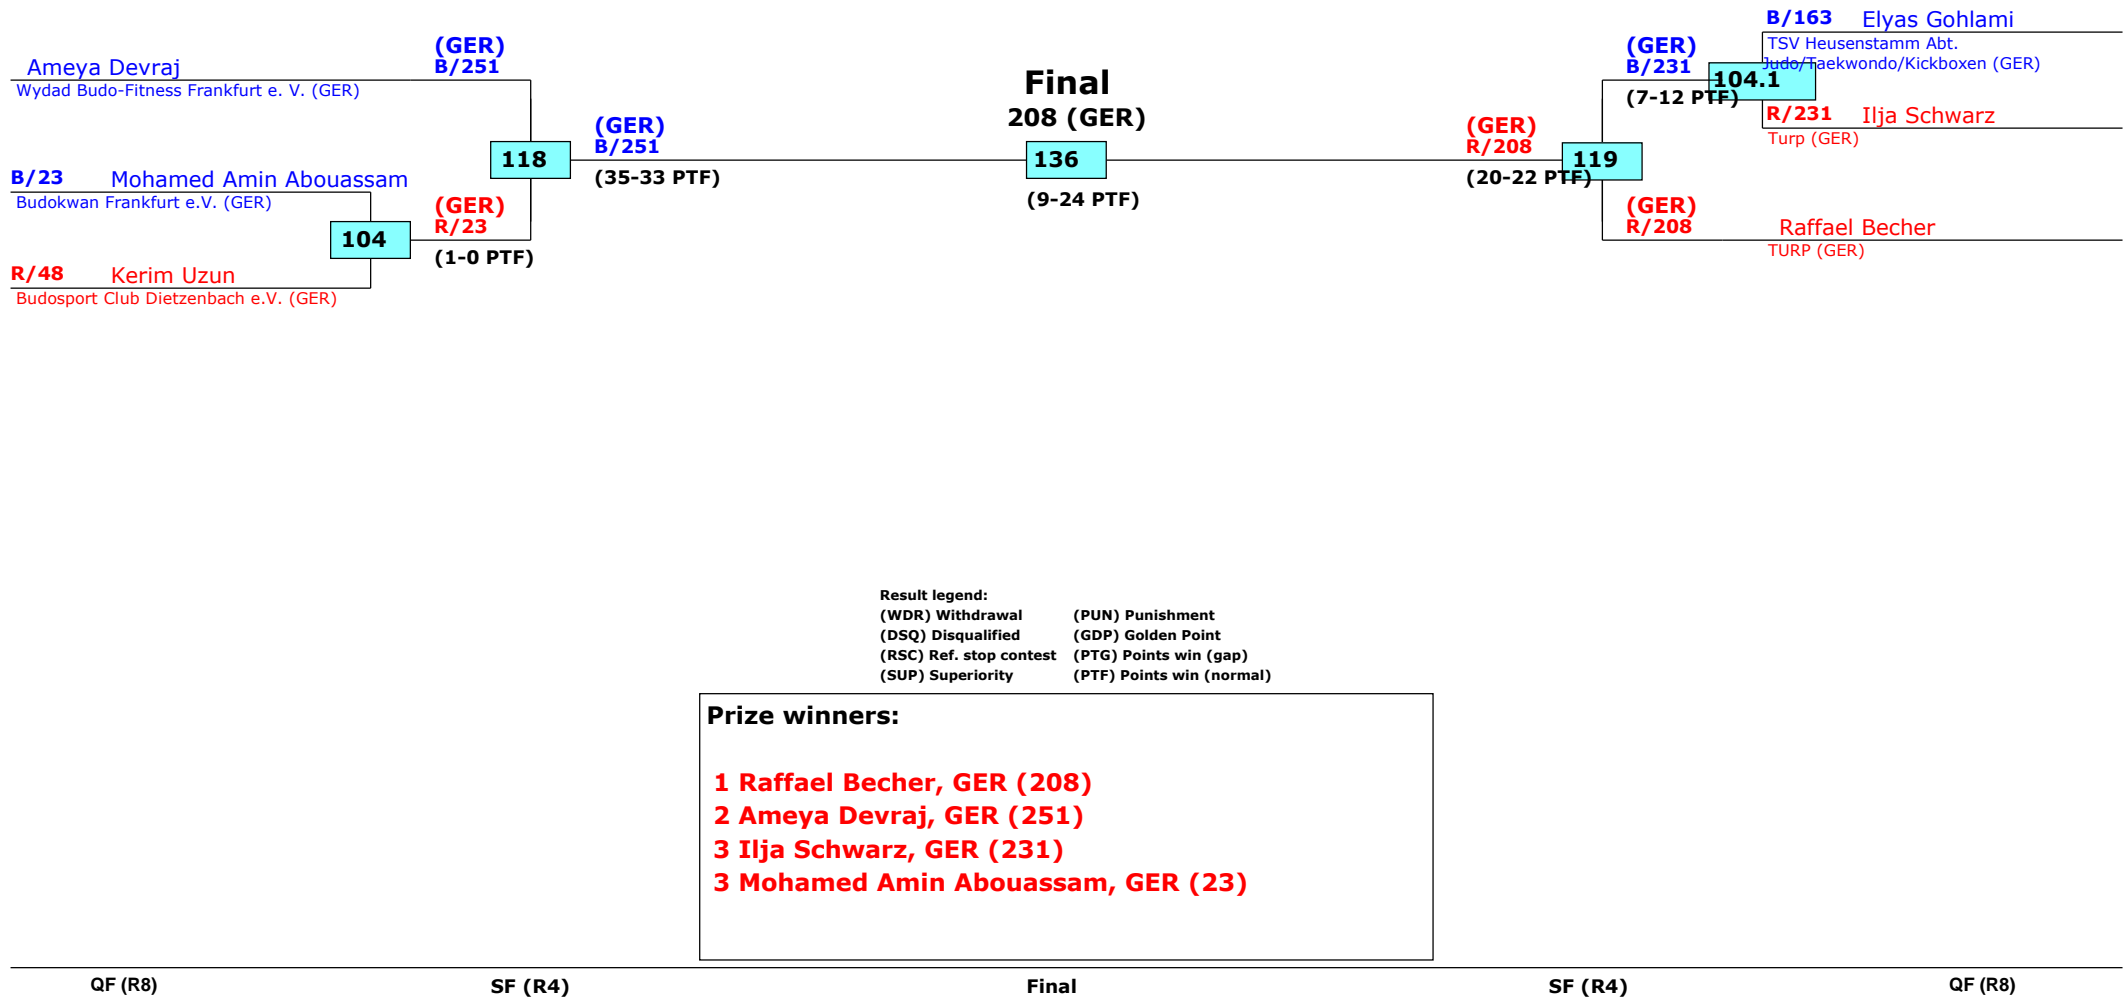 B/163 Elyas Gohlami
TSV Heusenstamm Abt.
Judo/Taekwondo/Kickboxen (GER)
(GER)
B/251
Ameya Devraj
Wydad Budo-Fitness Frankfurt e. V. (GER)
Final
208 (GER)
(GER)
B/231
104.1
(7-12 PTF)
R/231 Ilja Schwarz
Turp (GER)
(GER)
B/251
118
(35-33 PTF)
136
(9-24 PTF)
(GER)
R/208
119
(20-22 PTF)
B/23 Mohamed Amin Abouassam
Budokwan Frankfurt e.V. (GER)
(GER)
R/23
104
(1-0 PTF)
R/48 Kerim Uzun
Budosport Club Dietzenbach e.V. (GER)
(GER)
R/208
Raffael Becher
TURP (GER)
Result legend:
(WDR) Withdrawal (PUN) Punishment
(DSQ) Disqualified (GDP) Golden Point
(RSC) Ref. stop contest (PTG) Points win (gap)
(SUP) Superiority (PTF) Points win (normal)
Prize winners:
1 Raffael Becher, GER (208)
2 Ameya Devraj, GER (251)
3 Ilja Schwarz, GER (231)
3 Mohamed Amin Abouassam, GER (23)
QF (R8) SF (R4) Final SF (R4) QF (R8)